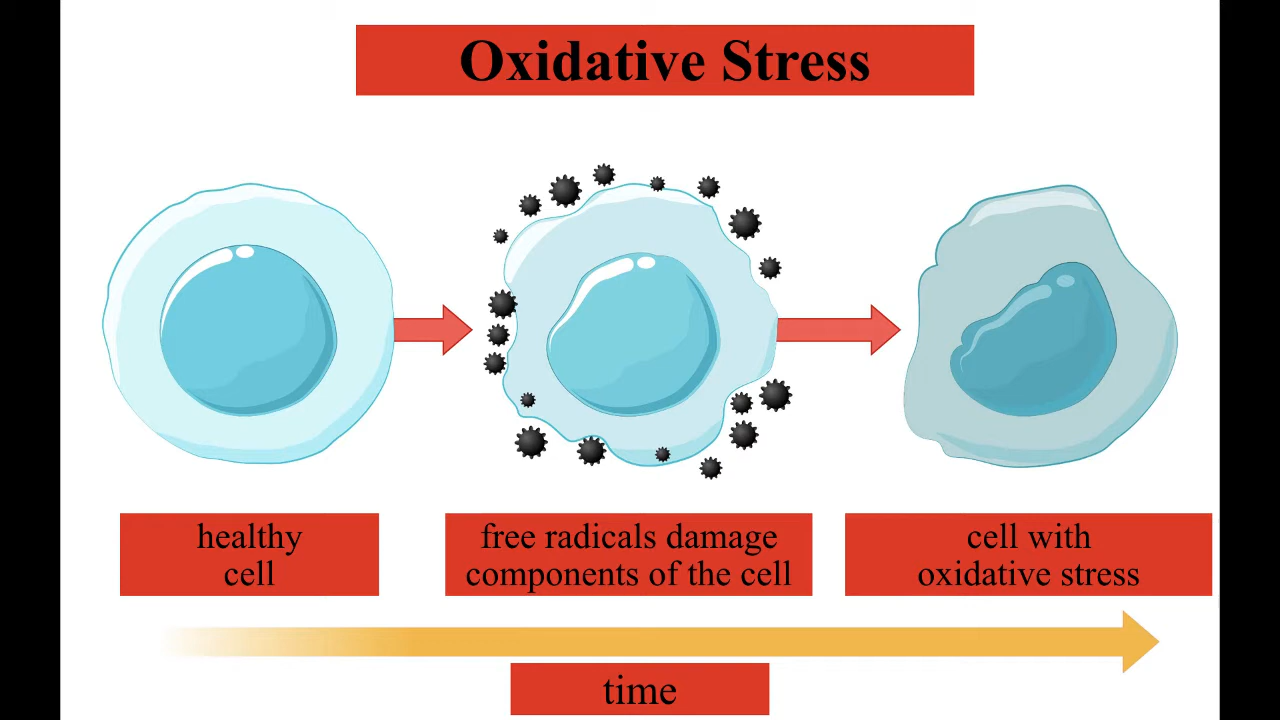 Oxidative Stress
healthy
cell
free radicals damage
components of the cell
cell with
oxidative stress
time